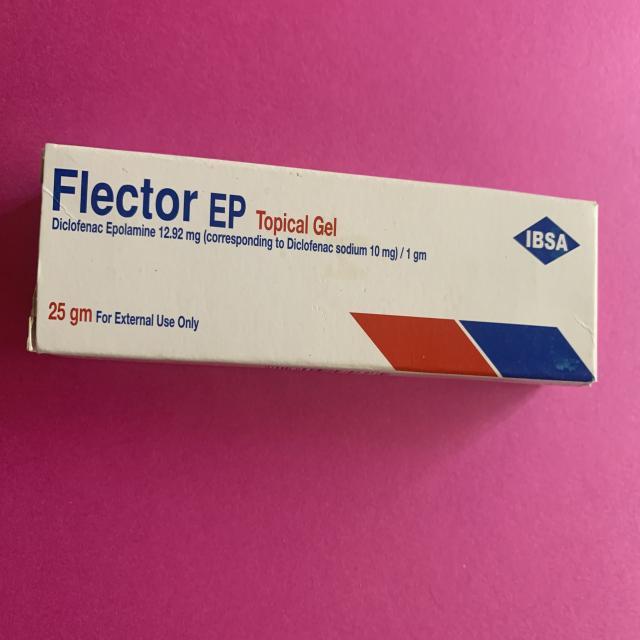 Flector EP Topical Gel
Diclofenac Epolamine 12.92 mg (corresponding to Diclofenac sodium 10 mg) / 1 gm
IBSA
25 gm For External Use Only